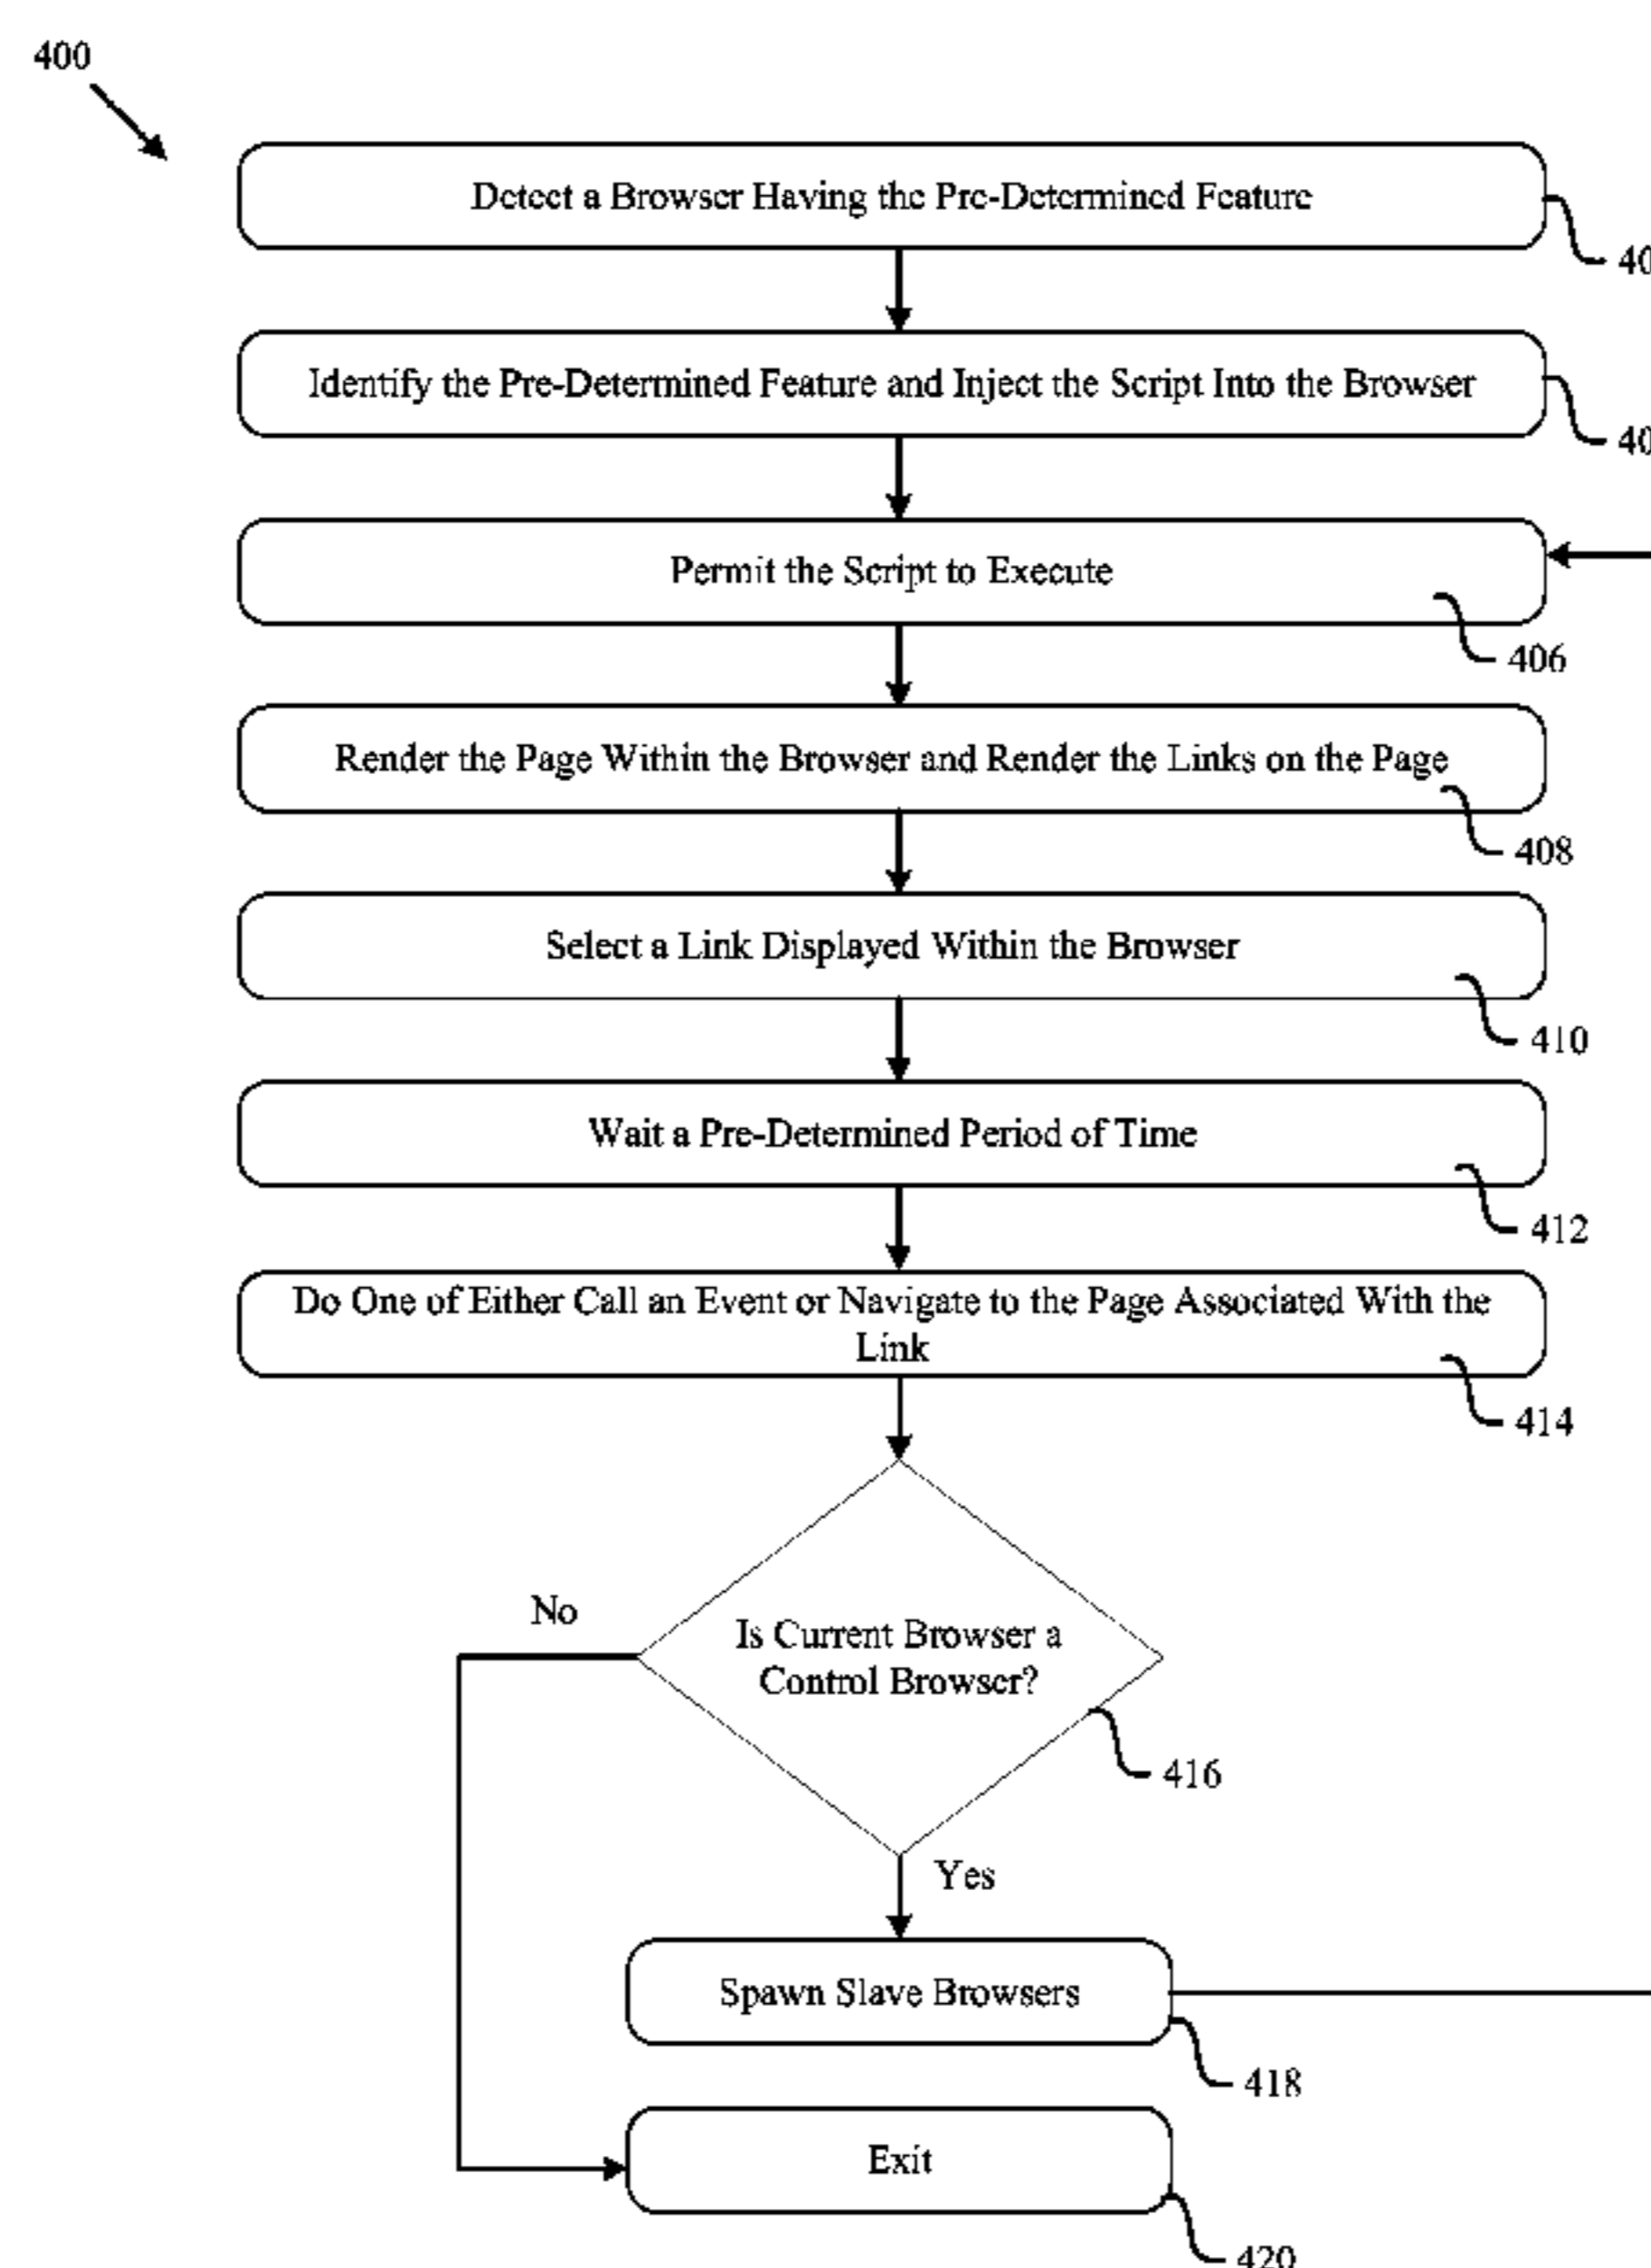 400
Detect a Browser Having the Pre-Determined Feature
40
Identify the Pre-Determined Feature and Inject the Script Into the Browser
40
Permit the Script to Execute
406
Render the Page Within the Browser and Render the Links on the Page
408
Select a Link Displayed Within the Browser
410
Wait a Pre-Determined Period of Time
412
Do One of Either Call an Event or Navigate to the Page Associated With the
Link
414
No
Is Current Browser a
Control Browser?
416
Yes
Spawn Slave Browsers
418
Exit
420